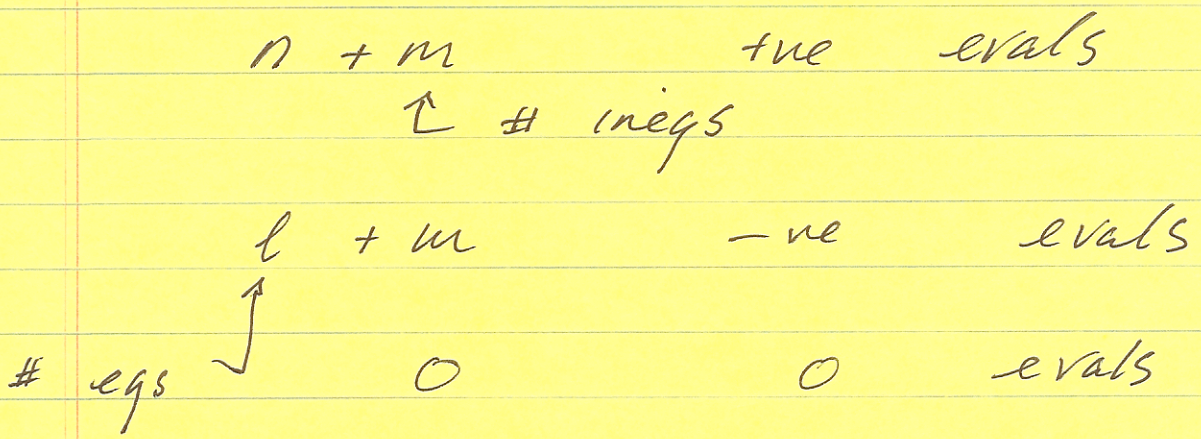 n + m +ve evals
↑ # ineqs
l + m -ve evals
# eqs 0 0 evals